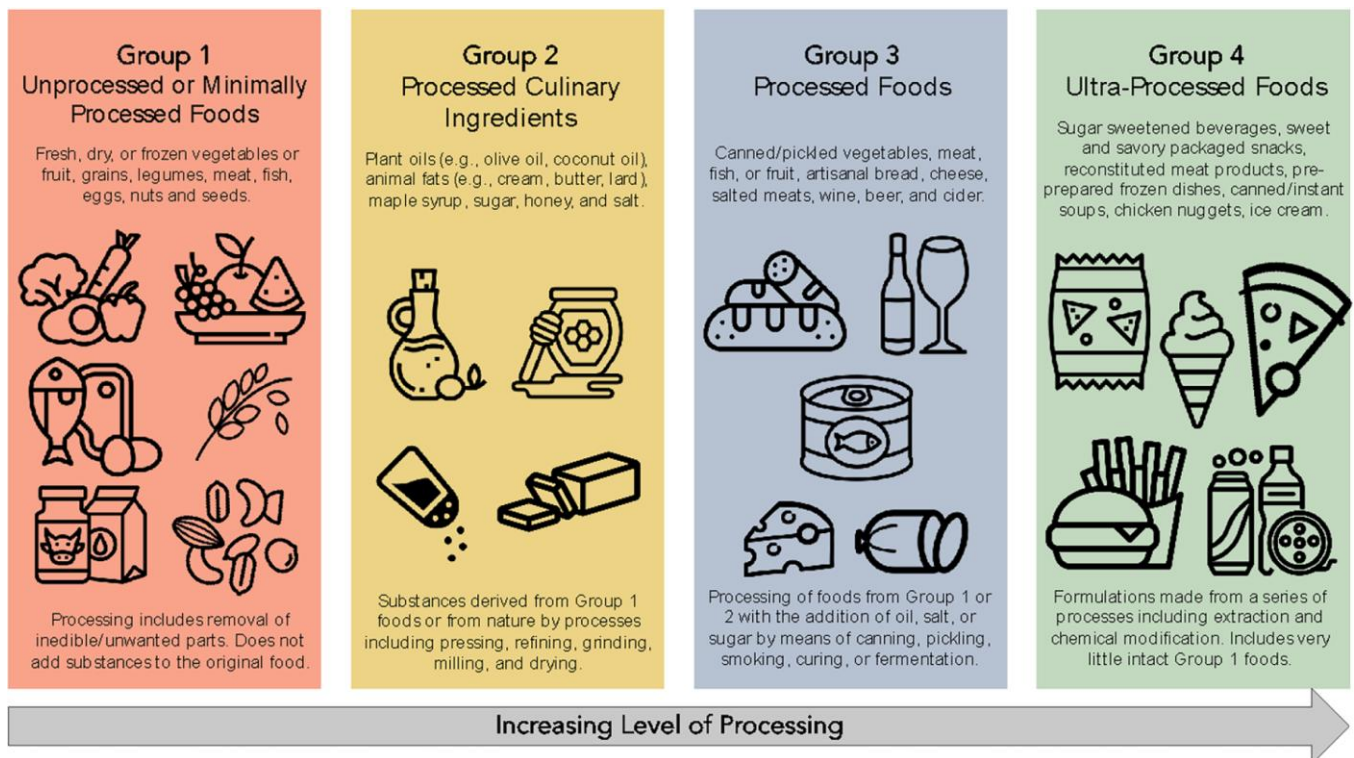 Group 1
Unprocessed or Minimally
Processed Foods
Fresh, dry, or frozen vegetables or
fruit, grains, legumes, meat, fish,
eggs, nuts and seeds.
Processing includes removal of
inedible/unwanted parts. Does not
add substances to the original food.
Group 2
Processed Culinary
Ingredients
Plant oils (e.g., olive oil, coconut oil),
animal fats (e.g., cream, butter, lard),
maple syrup, sugar, honey, and salt.
Substances derived from Group 1
foods or from nature by processes
including pressing, refining, grinding,
milling, and drying.
Group 3
Processed Foods
Canned/pickled vegetables, meat,
fish, or fruit, artisanal bread, cheese,
salted meats, wine, beer, and cider.
Processing of foods from Group 1 or
2 with the addition of oil, salt, or
sugar by means of canning, pickling,
smoking, curing, or fermentation.
Group 4
Ultra-Processed Foods
Sugar sweetened beverages, sweet
and savory packaged snacks,
reconstituted meat products, pre-
prepared frozen dishes, canned/instant
soups, chicken nuggets, ice cream.
Formulations made from a series of
processes including extraction and
chemical modification. Includes very
little intact Group 1 foods.
Increasing Level of Processing